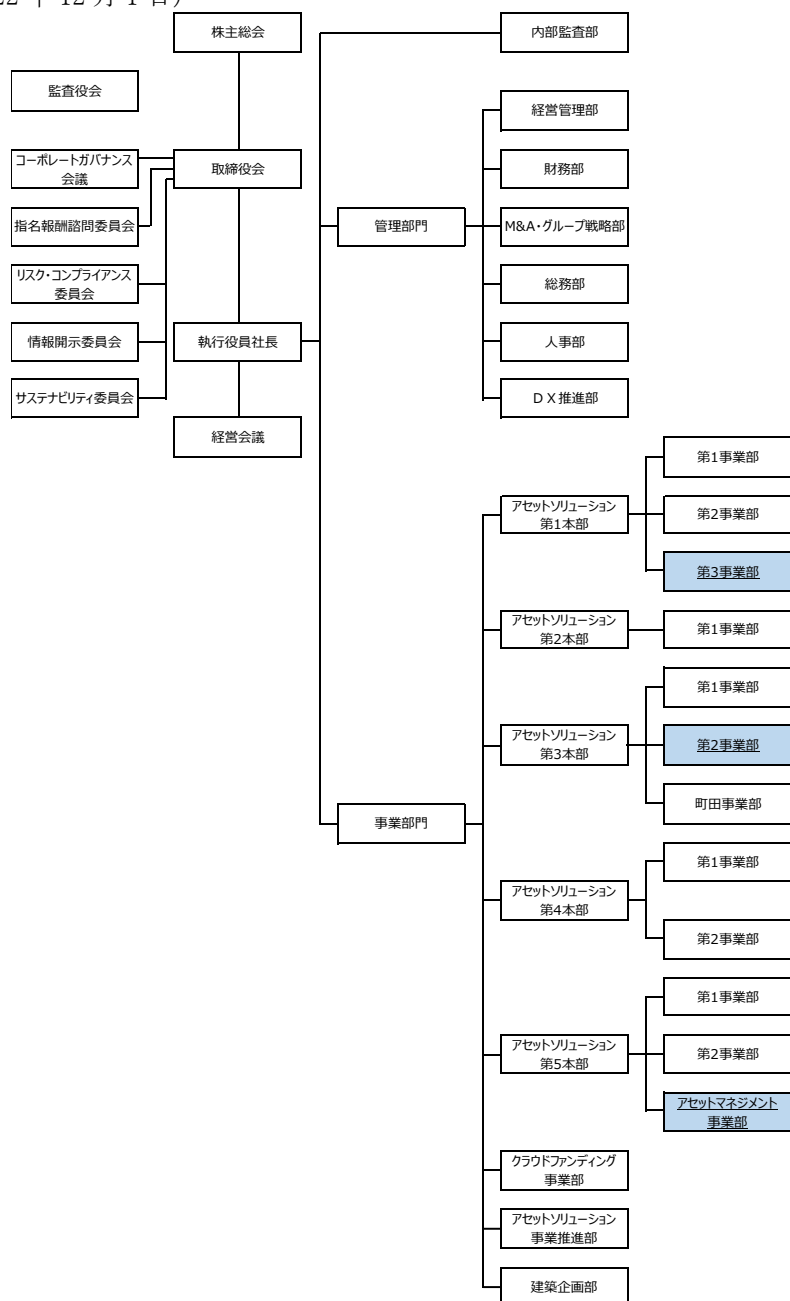 22 年 12 月 1 日)
株主総会
内部監査部
監査役会
経営管理部
コーポレートガバナンス
会議
取締役会
財務部
指名報酬諮問委員会
管理部門
M&A・グループ戦略部
リスク・コンプライアンス
委員会
総務部
情報開示委員会
執行役員社長
人事部
サステナビリティ委員会
DX推進部
経営会議
第1事業部
アセットソリューション
第1本部
第2事業部
第3事業部
アセットソリューション
第2本部
第1事業部
第1事業部
アセットソリューション
第3本部
第2事業部
町田事業部
事業部門
第1事業部
アセットソリューション
第4本部
第2事業部
第1事業部
アセットソリューション
第5本部
第2事業部
アセットマネジメント
事業部
クラウドファンディング
事業部
アセットソリューション
事業推進部
建築企画部